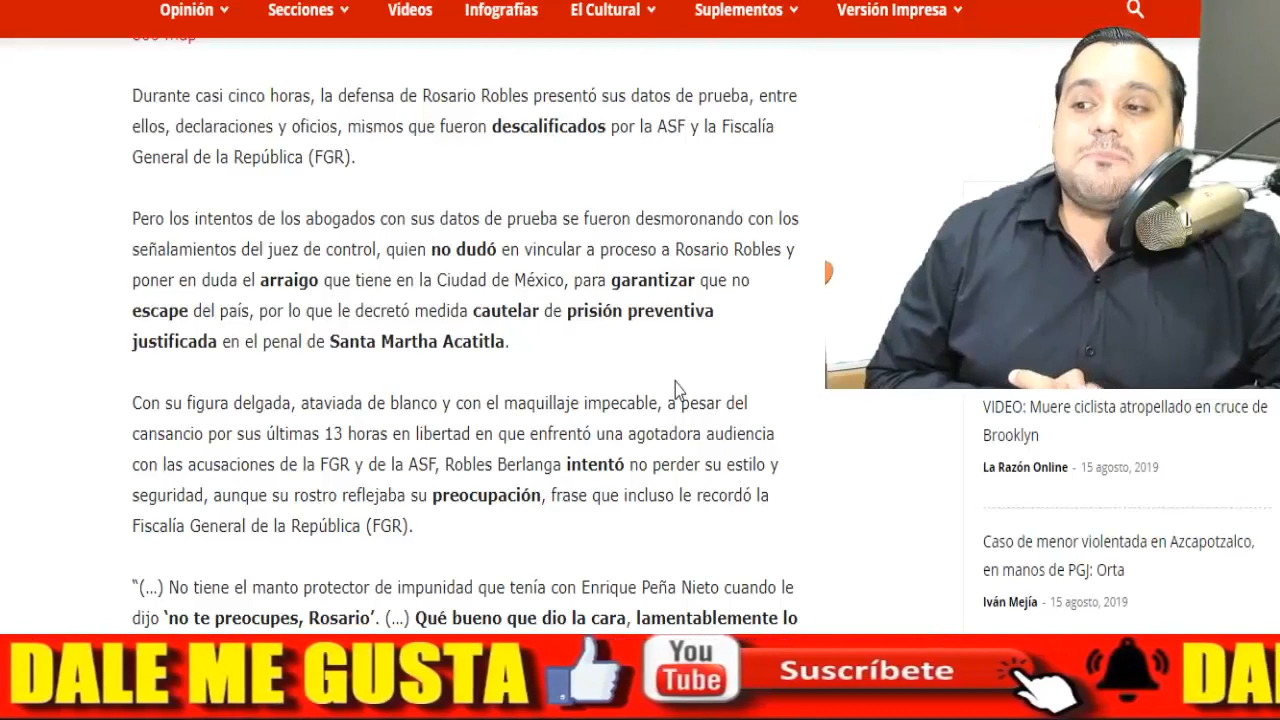 Opinión Secciones Videos Infografías El Cultural Suplementos Versión Impresa
Durante casi cinco horas, la defensa de Rosario Robles presentó sus datos de prueba, entre
ellos, declaraciones y oficios, mismos que fueron descalificados por la ASF y la Fiscalía
General de la República (FGR).
Pero los intentos de los abogados con sus datos de prueba se fueron desmoronando con los
señalamientos del juez de control, quien no dudó en vincular a proceso a Rosario Robles y
poner en duda el arraigo que tiene en la Ciudad de México, para garantizar que no
escape del país, por lo que le decretó medida cautelar de prisión preventiva
justificada en el penal de Santa Martha Acatitla.
Con su figura delgada, ataviada de blanco y con el maquillaje impecable, a pesar del
cansancio por sus últimas 13 horas en libertad en que enfrentó una agotadora audiencia
con las acusaciones de la FGR y de la ASF, Robles Berlanga intentó no perder su estilo y
seguridad, aunque su rostro reflejaba su preocupación, frase que incluso le recordó la
Fiscalía General de la República (FGR).
“(...) No tiene el manto protector de impunidad que tenía con Enrique Peña Nieto cuando le
dijo ‘no te preocupes, Rosario’. (...) Qué bueno que dio la cara, lamentablemente lo
VIDEO: Muere ciclista atropellado en cruce de
Brooklyn
La Razón Online - 15 agosto, 2019
Caso de menor violentada en Azcapotzalco,
en manos de PGJ: Orta
Iván Mejía - 15 agosto, 2019
DALE ME GUSTA
You
Tube
Suscríbete
DA